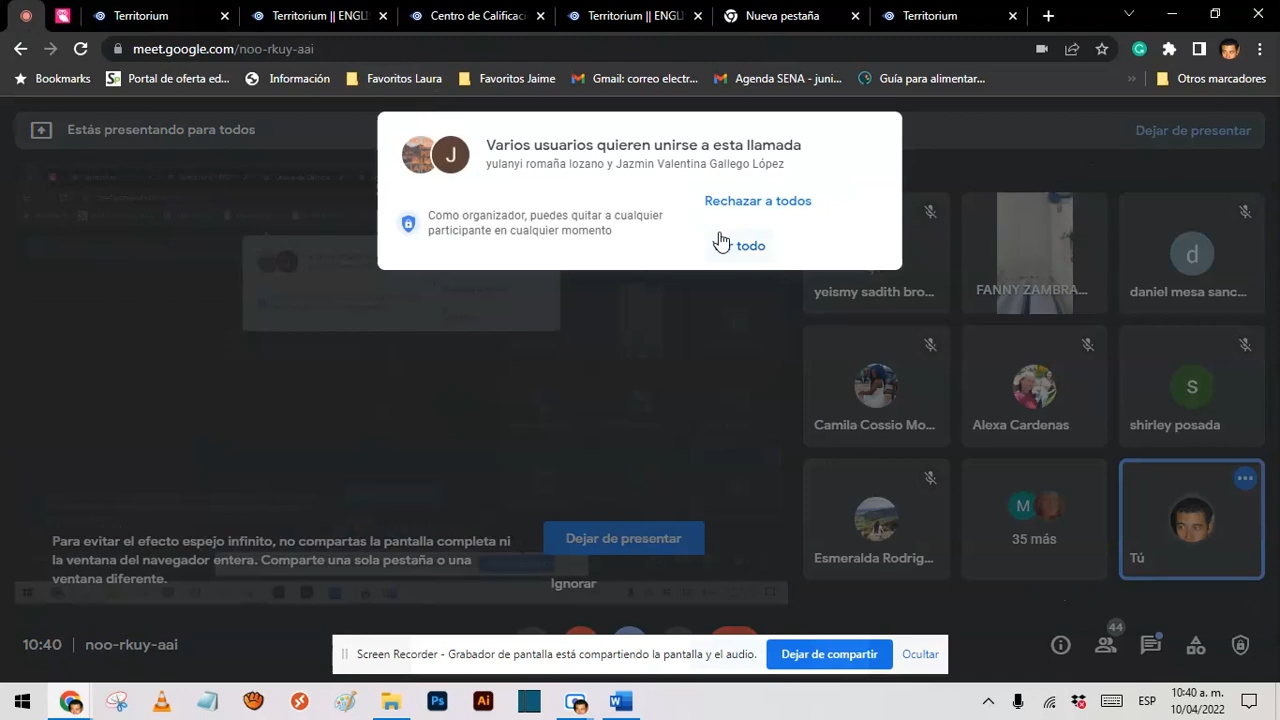 Territorium
Territorium || ENGLI
Centro de Calificac
Territorium || ENGL
Nueva pestaña
Territorium
meet.google.com/noo-rkuy-aai
Bookmarks
Portal de oferta ed...
Información
Favoritos Laura
Favoritos Jaime
Gmail: correo electr...
Agenda SENA - juni...
Guía para alimentar...
»
Otros marcadores
Estás presentando para todos
Dejar de presentar
Varios usuarios quieren unirse a esta llamada
J
yulanyi romaña lozano y Jazmin Valentina Gallego López
Rechazar a todos
Como organizador, puedes quitar a cualquier
participante en cualquier momento
todo
yeismy sadith bro...
FANNY ZAMBRA...
d
daniel mesa sanc...
Camila Cossio Mo...
Alexa Cardenas
s
shirley posada
Esmeralda Rodrig...
M
35 más
Tú
Para evitar el efecto espejo infinito, no compartas la pantalla completa ni
la ventana del navegador entera. Comparte una sola pestaña o una
ventana diferente.
Dejar de presentar
Ignorar
10:40 | noo-rkuy-aai
44
Screen Recorder - Grabador de pantalla está compartiendo la pantalla y el audio.
Dejar de compartir
Ocultar
Ps
Ai
ESP
10:40 a. m.
10/04/2022